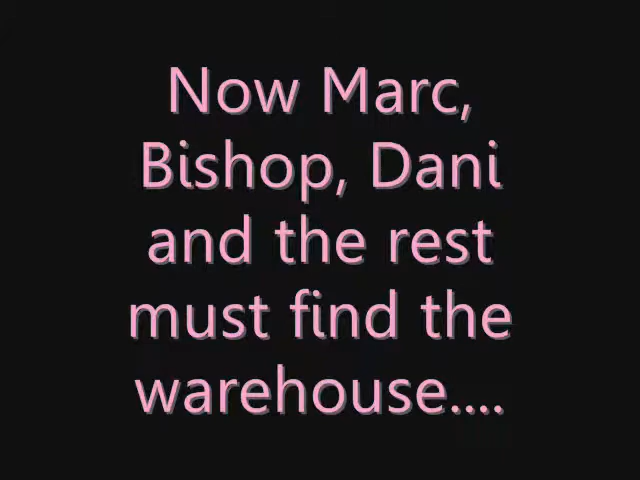 Now Marc,
Bishop, Dani
and the rest
must find the
warehouse....